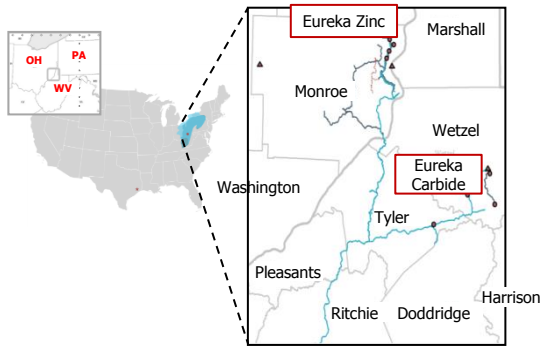 Eureka Zinc
Marshall
OH
PA
WV
Monroe
Wetzel
Eureka
Carbide
Washington
Tyler
Pleasants
Harrison
Ritchie
Doddridge